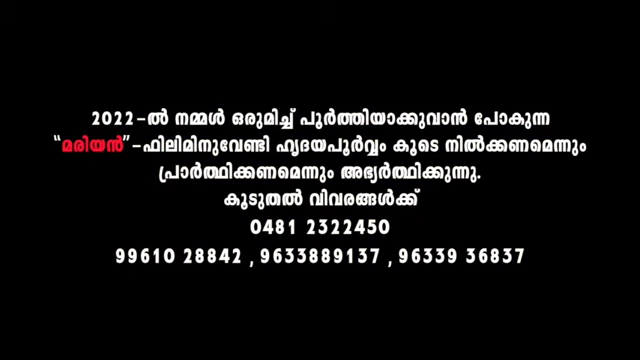 2022-ൽ നമ്മൾ ഒരുമിച്ച് പൂർത്തിയാക്കുവാൻ പോകുന്ന
"മരിയൻ"-ഫിലിമിനുവേണ്ടി ഹൃദയപൂർവ്വം കൂടെ നിൽക്കണമെന്നും
പ്രാർത്ഥിക്കണമെന്നും അഭ്യർത്ഥിക്കുന്നു.
കൂടുതൽ വിവരങ്ങൾക്ക്
0481 2322450
99610 28842 , 9633889137 , 96339 36837